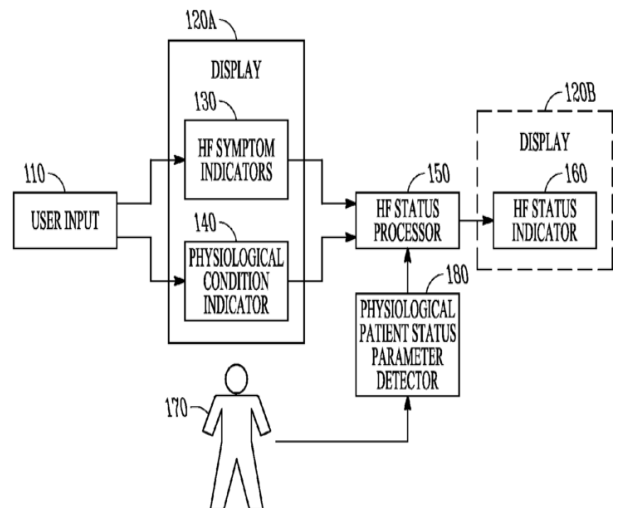 120A
DISPLAY
120B
DISPLAY
130
HF SYMPTOM
INDICATORS
110
USER INPUT
150
HF STATUS
PROCESSOR
160
HF STATUS
INDICATOR
140
PHYSIOLOGICAL
CONDITION
INDICATOR
180
PHYSIOLOGICAL
PATIENT STATUS
PARAMETER
DETECTOR
170